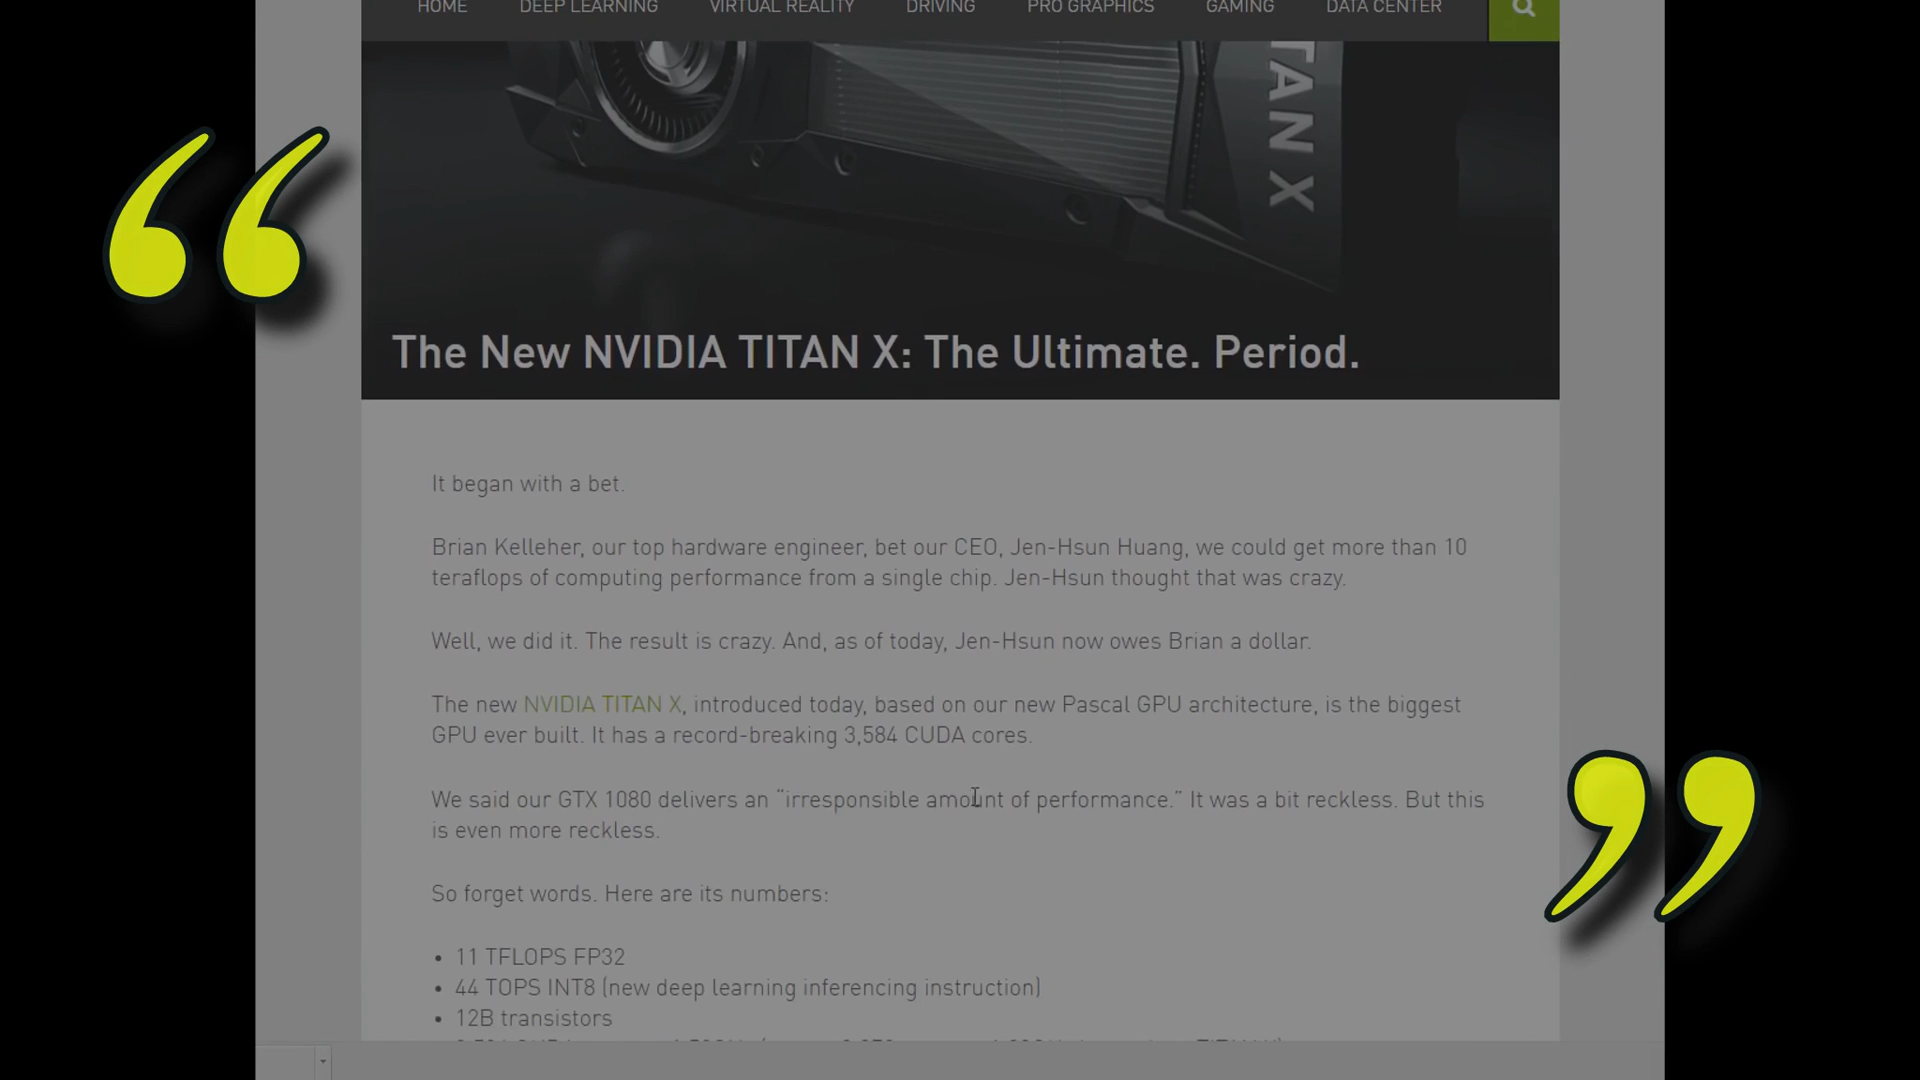 HOME DEEP LEARNING VIRTUAL REALITY DRIVING PRO GRAPHICS GAMING DATA CENTER
“
TAN X
The New NVIDIA TITAN X: The Ultimate. Period.
It began with a bet.
Brian Kelleher, our top hardware engineer, bet our CEO, Jen-Hsun Huang, we could get more than 10
teraflops of computing performance from a single chip. Jen-Hsun thought that was crazy.
Well, we did it. The result is crazy. And, as of today, Jen-Hsun now owes Brian a dollar.
The new NVIDIA TITAN X, introduced today, based on our new Pascal GPU architecture, is the biggest
GPU ever built. It has a record-breaking 3,584 CUDA cores.
We said our GTX 1080 delivers an “irresponsible amount of performance.” It was a bit reckless. But this
is even more reckless.
”
So forget words. Here are its numbers:
• 11 TFLOPS FP32
• 44 TOPS INT8 (new deep learning inferencing instruction)
• 12B transistors